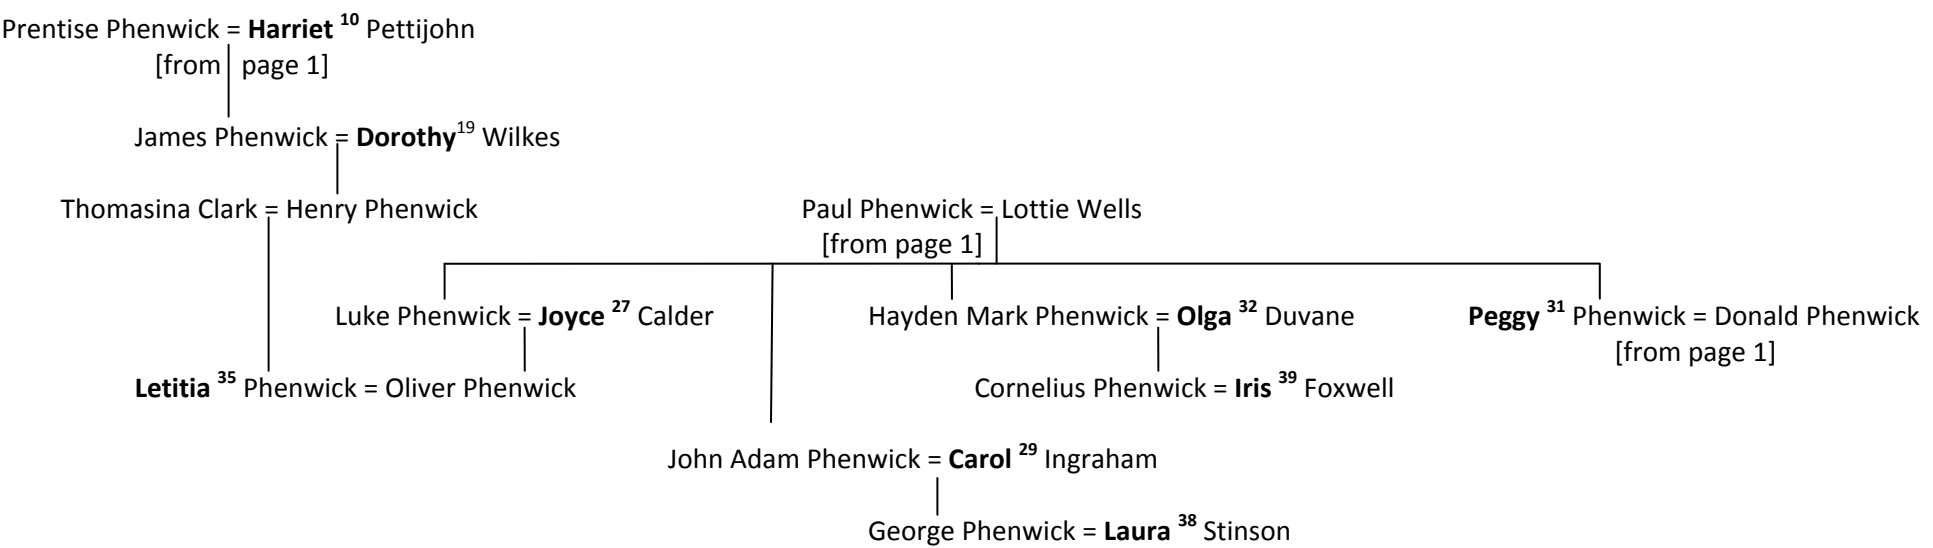 Prentise Phenwick = Harriet 10 Pettijohn
[from page 1]
James Phenwick = Dorothy19 Wilkes
Thomasina Clark = Henry Phenwick
Paul Phenwick = Lottie Wells
[from page 1]
Luke Phenwick = Joyce 27 Calder
Hayden Mark Phenwick = Olga 32 Duvane
Peggy 31 Phenwick = Donald Phenwick
[from page 1]
Letitia 35 Phenwick = Oliver Phenwick
Cornelius Phenwick = Iris 39 Foxwell
John Adam Phenwick = Carol 29 Ingraham
George Phenwick = Laura 38 Stinson